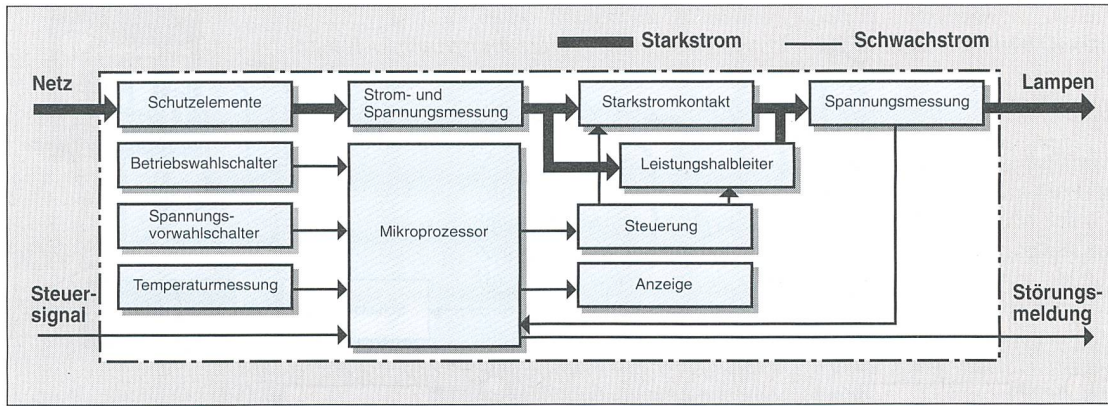 Starkstrom
Schwachstrom
Netz
Lampen
Schutzelemente
Strom- und
Spannungsmessung
Starkstromkontakt
Spannungsmessung
Betriebswahlschalter
Leistungshalbleiter
Spannungs-
vorwahlschalter
Mikroprozessor
Steuerung
Temperaturmessung
Anzeige
Steuer-
signal
Störungs-
meldung